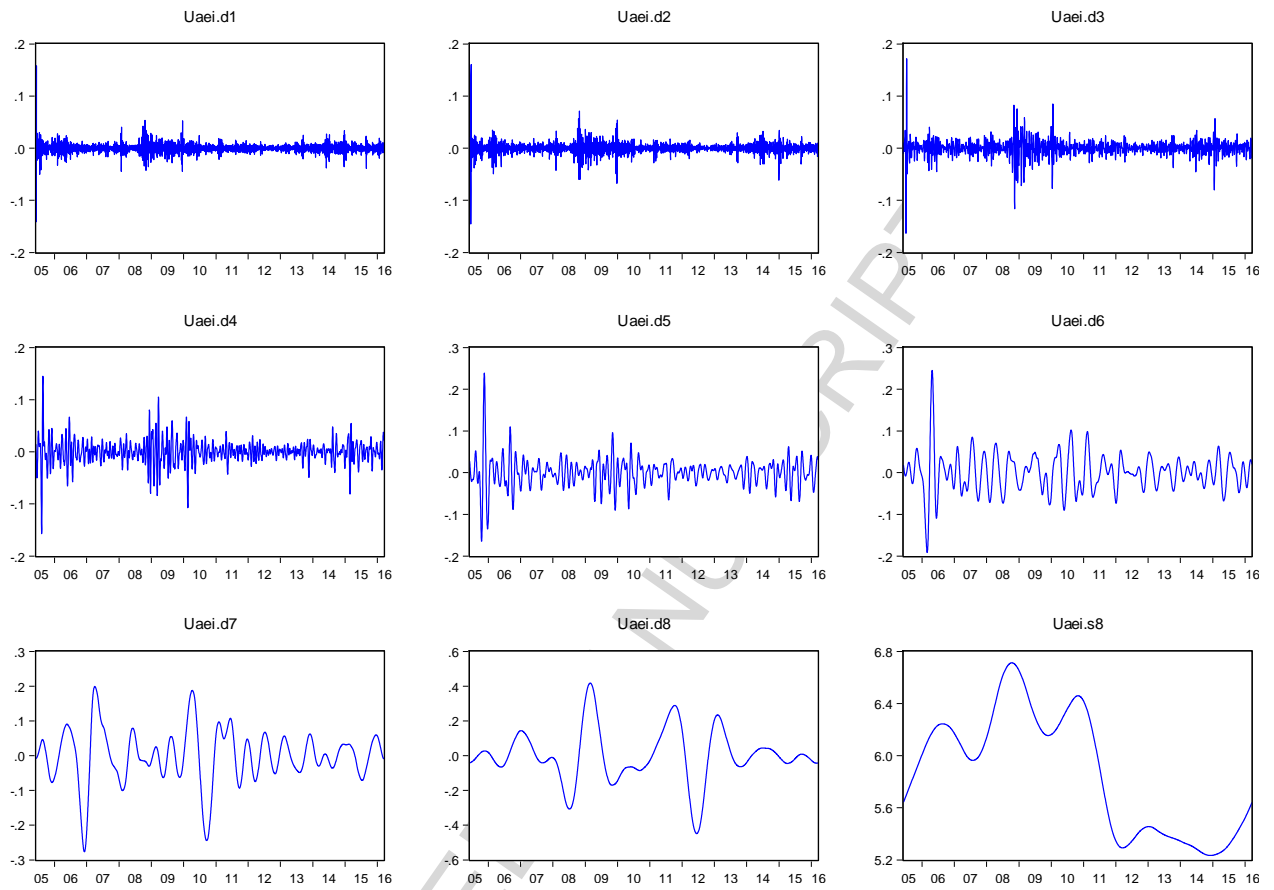 Uaei.d1 Uaei.d2 Uaei.d3
.2 .2 .2
.1 .1 .1
.0 .0 .0
-.1 -.1 -.1
-.2 -.2 -.2
05 06 07 08 09 10 11 12 13 14 15 16 05 06 07 08 09 10 11 12 13 14 15 16 05 06 07 08 09 10 11 12 13 14 15 16
Uaei.d4 Uaei.d5 Uaei.d6
.2 .3 .3
.1 .2 .2
.0 .1 .1
-.1 .0 .0
-.2 -.1 -.1
-.2 -.2
05 06 07 08 09 10 11 12 13 14 15 16 05 06 07 08 09 10 11 12 13 14 15 16 05 06 07 08 09 10 11 12 13 14 15 16
Uaei.d7 Uaei.d8 Uaei.s8
.3 .6 6.8
.2 .4 6.4
.1 .2 6.0
.0 .0 5.6
-.1 -.2 5.2
-.2 -.4
-.3 -.6
05 06 07 08 09 10 11 12 13 14 15 16 05 06 07 08 09 10 11 12 13 14 15 16 05 06 07 08 09 10 11 12 13 14 15 16